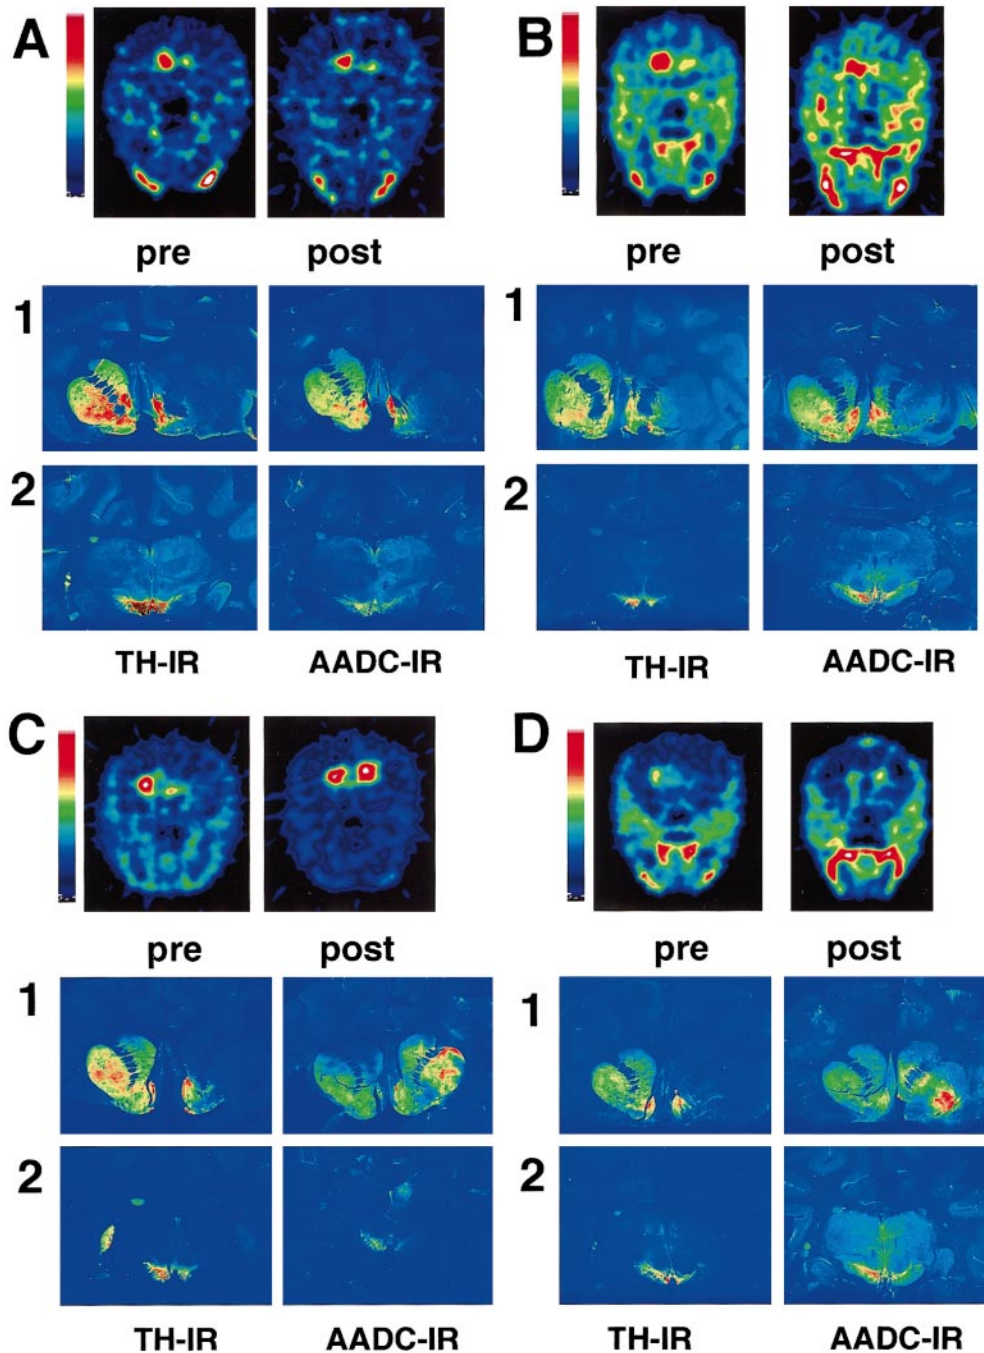 A
B
pre
post
pre
post
1
1
2
2
TH-IR
AADC-IR
TH-IR
AADC-IR
C
D
pre
post
pre
post
1
1
2
2
TH-IR
AADC-IR
TH-IR
AADC-IR